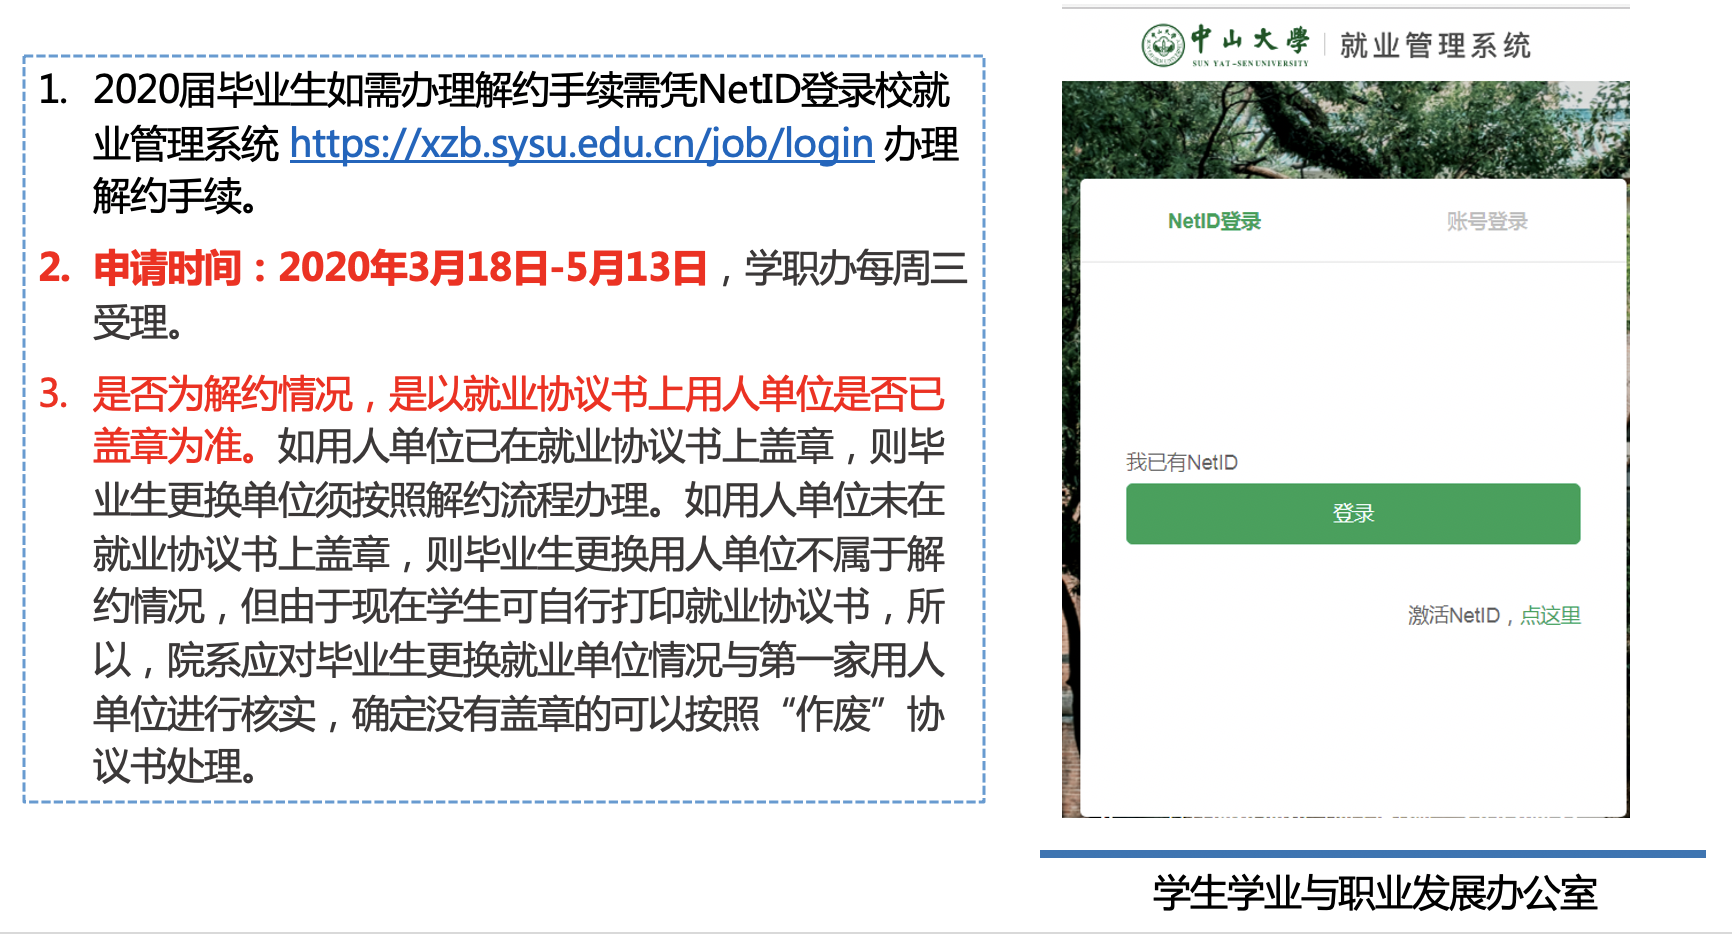 1. 2020届毕业生如需办理解约手续需凭NetID登录校就
业管理系统 https://xzb.sysu.edu.cn/job/login 办理
解约手续。
2. 申请时间：2020年3月18日-5月13日，学职办每周三
受理。
3. 是否为解约情况，是以就业协议书上用人单位是否已
盖章为准。如用人单位已在就业协议书上盖章，则毕
业生更换单位须按照解约流程办理。如用人单位未在
就业协议书上盖章，则毕业生更换用人单位不属于解
约情况，但由于现在学生可自行打印就业协议书，所
以，院系应对毕业生更换就业单位情况与第一家用人
单位进行核实，确定没有盖章的可以按照“作废”协
议书处理。
中山大學 | 就业管理系统
SUN YAT-SEN UNIVERSITY
NetID登录 账号登录
我已有NetID
登录
激活NetID，点这里
学生学业与职业发展办公室